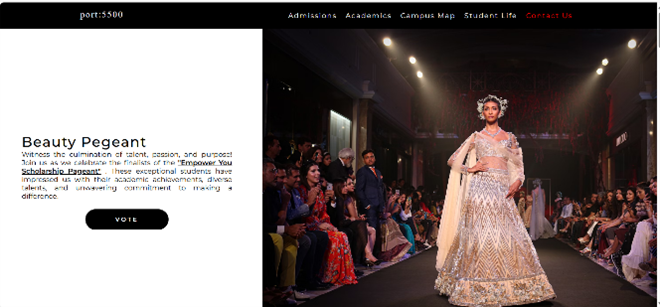 port:5500
Admissions Academics Campus Map Student Life Contact Us
Beauty Pegeant
Witness the culmination of talent, passion, and purpose!
Join us as we celebrate the finalists of the "Empower You
Scholarship Pageant" . These exceptional students have
impressed us with their academic achievements, diverse
talents, and unwavering commitment to making a
difference.
VOTE